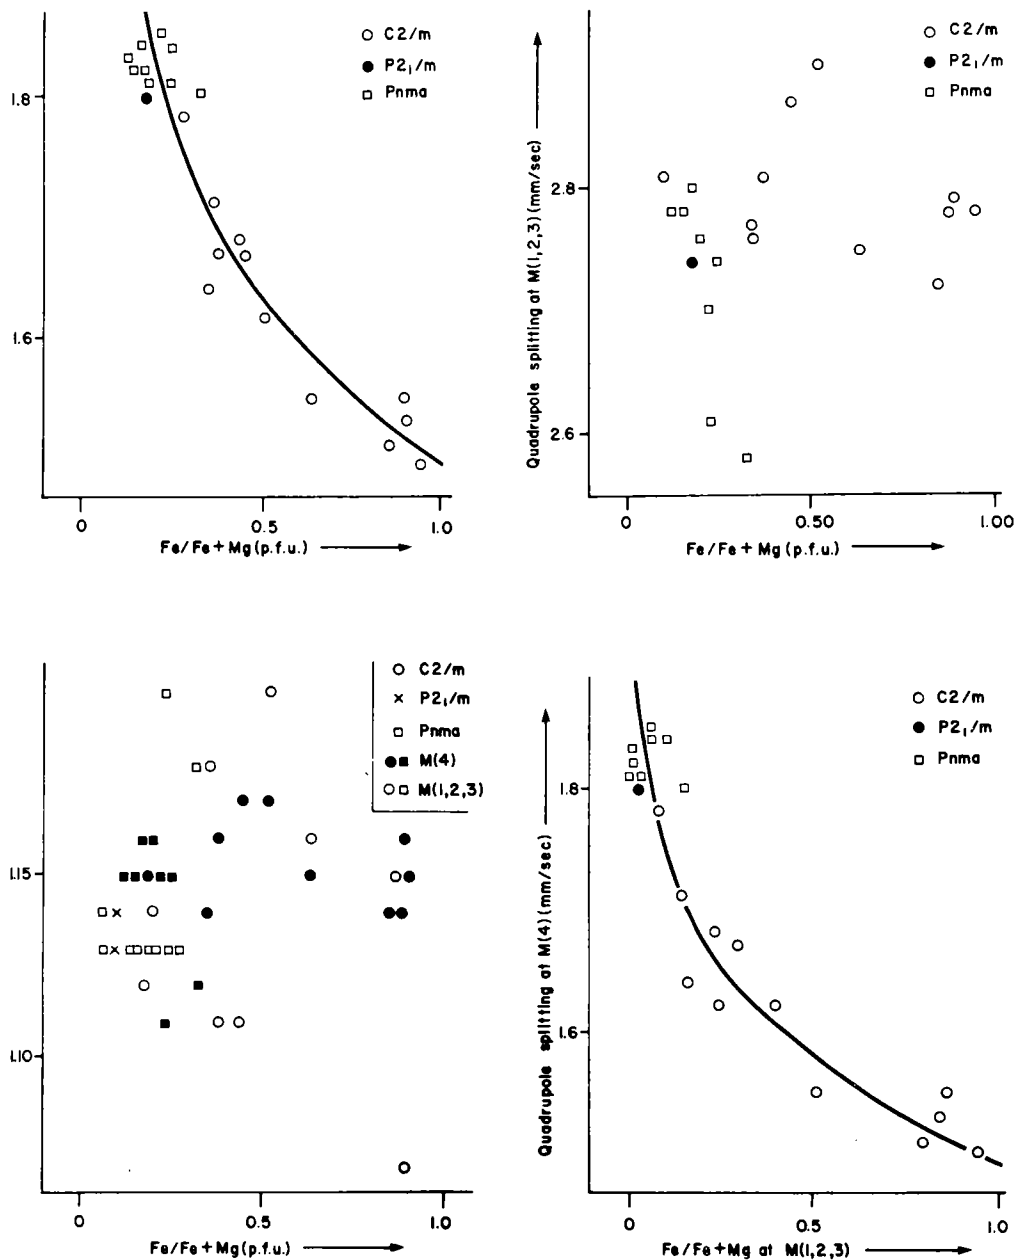 C2/m
P2₁/m
Pnma
1.8
1.6
0
0.5
1.0
Fe/Fe+Mg(p.f.u.)
C2/m
P2₁/m
Pnma
Quadrupole splitting at M(1,2,3)(mm/sec)
2.8
2.6
0
0.50
1.00
Fe/Fe+Mg(p.f.u.)
C2/m
P2₁/m
Pnma
M(4)
M(1,2,3)
1.15
1.10
0
0.5
1.0
Fe/Fe+Mg(p.f.u.)
C2/m
P2₁/m
Pnma
Quadrupole splitting at M(4)(mm/sec)
1.8
1.6
0
0.5
1.0
Fe/Fe+Mg at M(1,2,3)